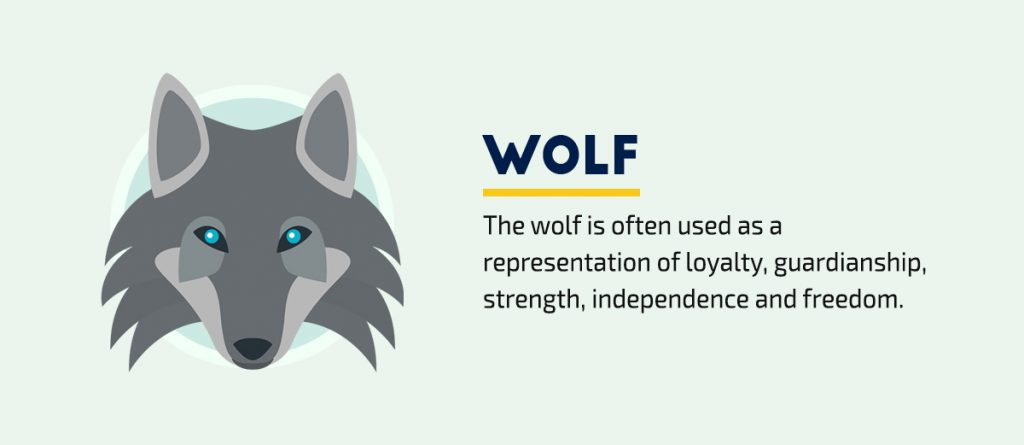 WOLF
The wolf is often used as a
representation of loyalty, guardianship,
strength, independence and freedom.